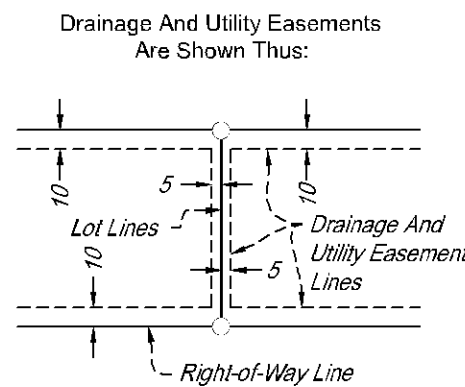 Drainage And Utility Easements
Are Shown Thus:
10
5
10
Lot Lines
Drainage And
Utility Easement
Lines
10
5
Right-of-Way Line